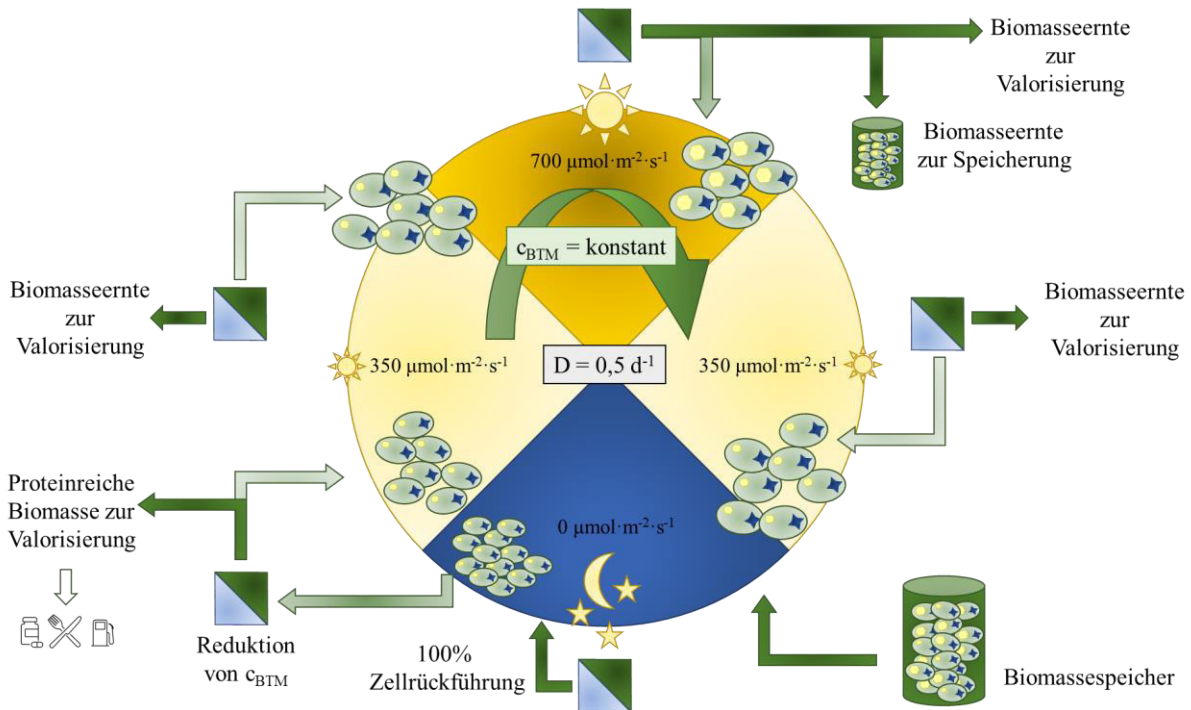 Biomasseernte
zur
Valorisierung
Biomasseernte
zur Speicherung
700 µmol·m⁻²·s⁻¹
c_BTM = konstant
Biomasseernte
zur
Valorisierung
Biomasseernte
zur
Valorisierung
350 µmol·m⁻²·s⁻¹
D = 0,5 d⁻¹
350 µmol·m⁻²·s⁻¹
Proteinreiche
Biomasse zur
Valorisierung
0 µmol·m⁻²·s⁻¹
Reduktion
von c_BTM
100%
Zellrückführung
Biomassespeicher